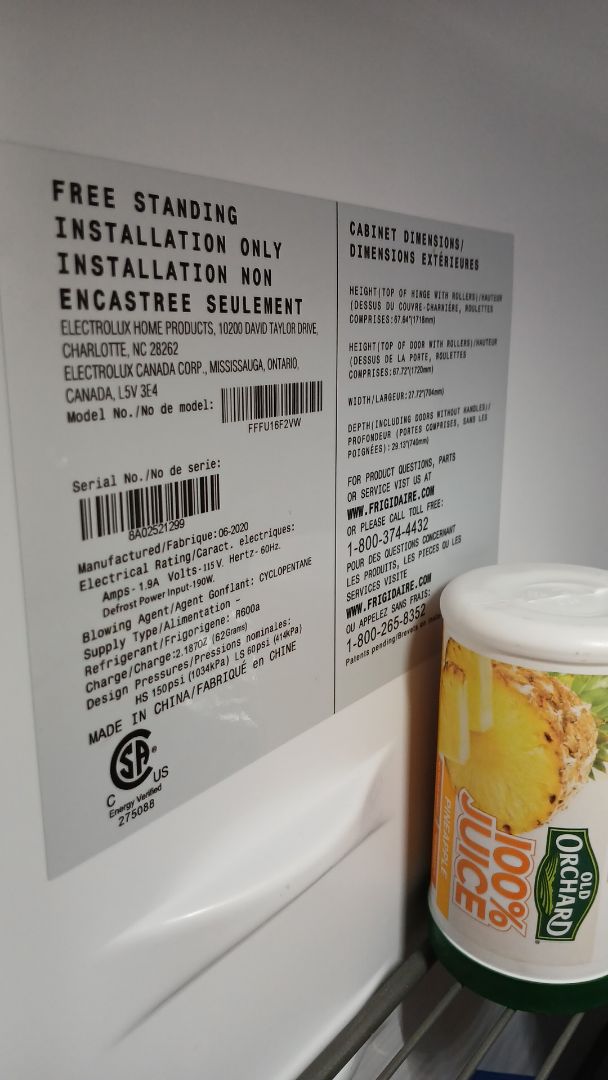 FREE STANDING
INSTALLATION ONLY
INSTALLATION NON
ENCASTREE SEULEMENT
ELECTROLUX HOME PRODUCTS, 10200 DAVID TAYLOR DRIVE,
CHARLOTTE, NC 28262
ELECTROLUX CANADA CORP., MISSISSAUGA, ONTARIO,
CANADA, L5V 3E4
Model No./No de model:
FFFU16F2VW
Serial No./No de serie:
8A02521299
Manufactured/Fabrique:06-2020
Electrical Rating/Caract. electriques:
Amps- 1.9A Volts- 115 V. Hertz- 60Hz.
Defrost Power Input-190W.
Blowing Agent/Agent Gonflant: CYCLOPENTANE
Supply Type/Alimentation -
Refrigerant/Frigorigene: R600a
Charge/Charge:2.187OZ (62Grams)
Design Pressures/Pressions nominales:
HS 150psi (1034kPa) LS 60psi (414kPa)
MADE IN CHINA/FABRIQUÉ en CHINE
C SA ® US
Energy Verified
275088
CABINET DIMENSIONS/
DIMENSIONS EXTÉRIEURES
HEIGHT(TOP OF HINGE WITH ROLLERS)/HAUTEUR
(DESSUS DU COUVRE-CHARNIÈRE, ROULETTES
COMPRISES:67.64"(1718mm)
HEIGHT(TOP OF DOOR WITH ROLLERS)/HAUTEUR
(DESSUS DE LA PORTE, ROULETTES
COMPRISES:67.72"(1720mm)
WIDTH/LARGEUR:27.72"(704mm)
DEPTH(INCLUDING DOORS WITHOUT HANDLES)/
PROFONDEUR (PORTES COMPRISES, SANS LES
POIGNÉES):29.13"(740mm)
FOR PRODUCT QUESTIONS, PARTS
OR SERVICE VIST US AT
WWW.FRIGIDAIRE.COM
OR PLEASE CALL TOLL FREE:
1-800-374-4432
POUR DES QUESTIONS CONCERNANT
LES PRODUITS, LES PIECES OU LES
SERVICES VISITE
WWW.FRIGIDAIRE.COM
OU APPELEZ SANS FRAIS:
1-800-265-8352
Patents pending/Brevets en
OLD
ORCHARD
100%
JUICE
PINEAPPLE